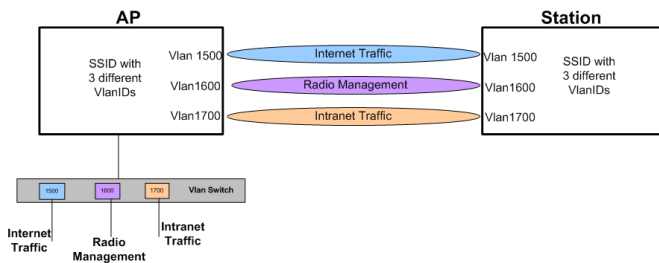 AP
Station
SSID with
3 different
VlanIDs
Vlan 1500
Vlan1600
Vlan1700
Internet Traffic
Radio Management
Intranet Traffic
Vlan 1500
Vlan1600
Vlan1700
SSID with
3 different
VlanIDs
1500
1600
1700
Vlan Switch
Internet
Traffic
Radio
Management
Intranet
Traffic